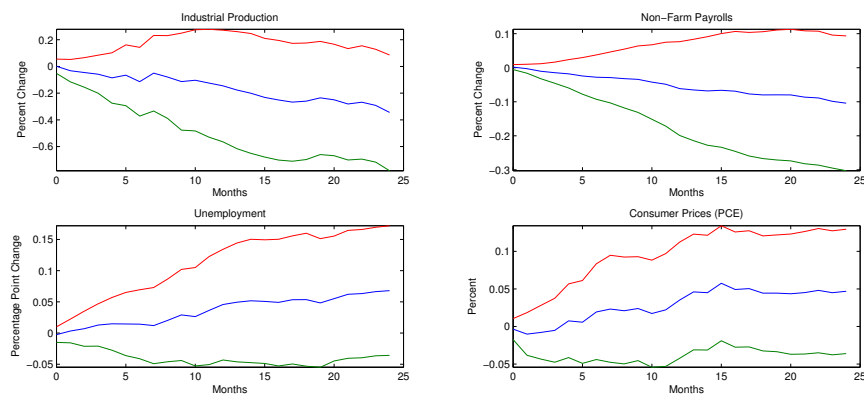 Industrial Production
Percent Change
0.2
0
−0.2
−0.4
−0.6
0 5 10 15 20 25
Months
Non−Farm Payrolls
Percent Change
0.1
0
−0.1
−0.2
−0.3
0 5 10 15 20 25
Months
Unemployment
Percentage Point Change
0.15
0.1
0.05
0
−0.05
0 5 10 15 20 25
Months
Consumer Prices (PCE)
Percent
0.1
0.05
0
−0.05
0 5 10 15 20 25
Months